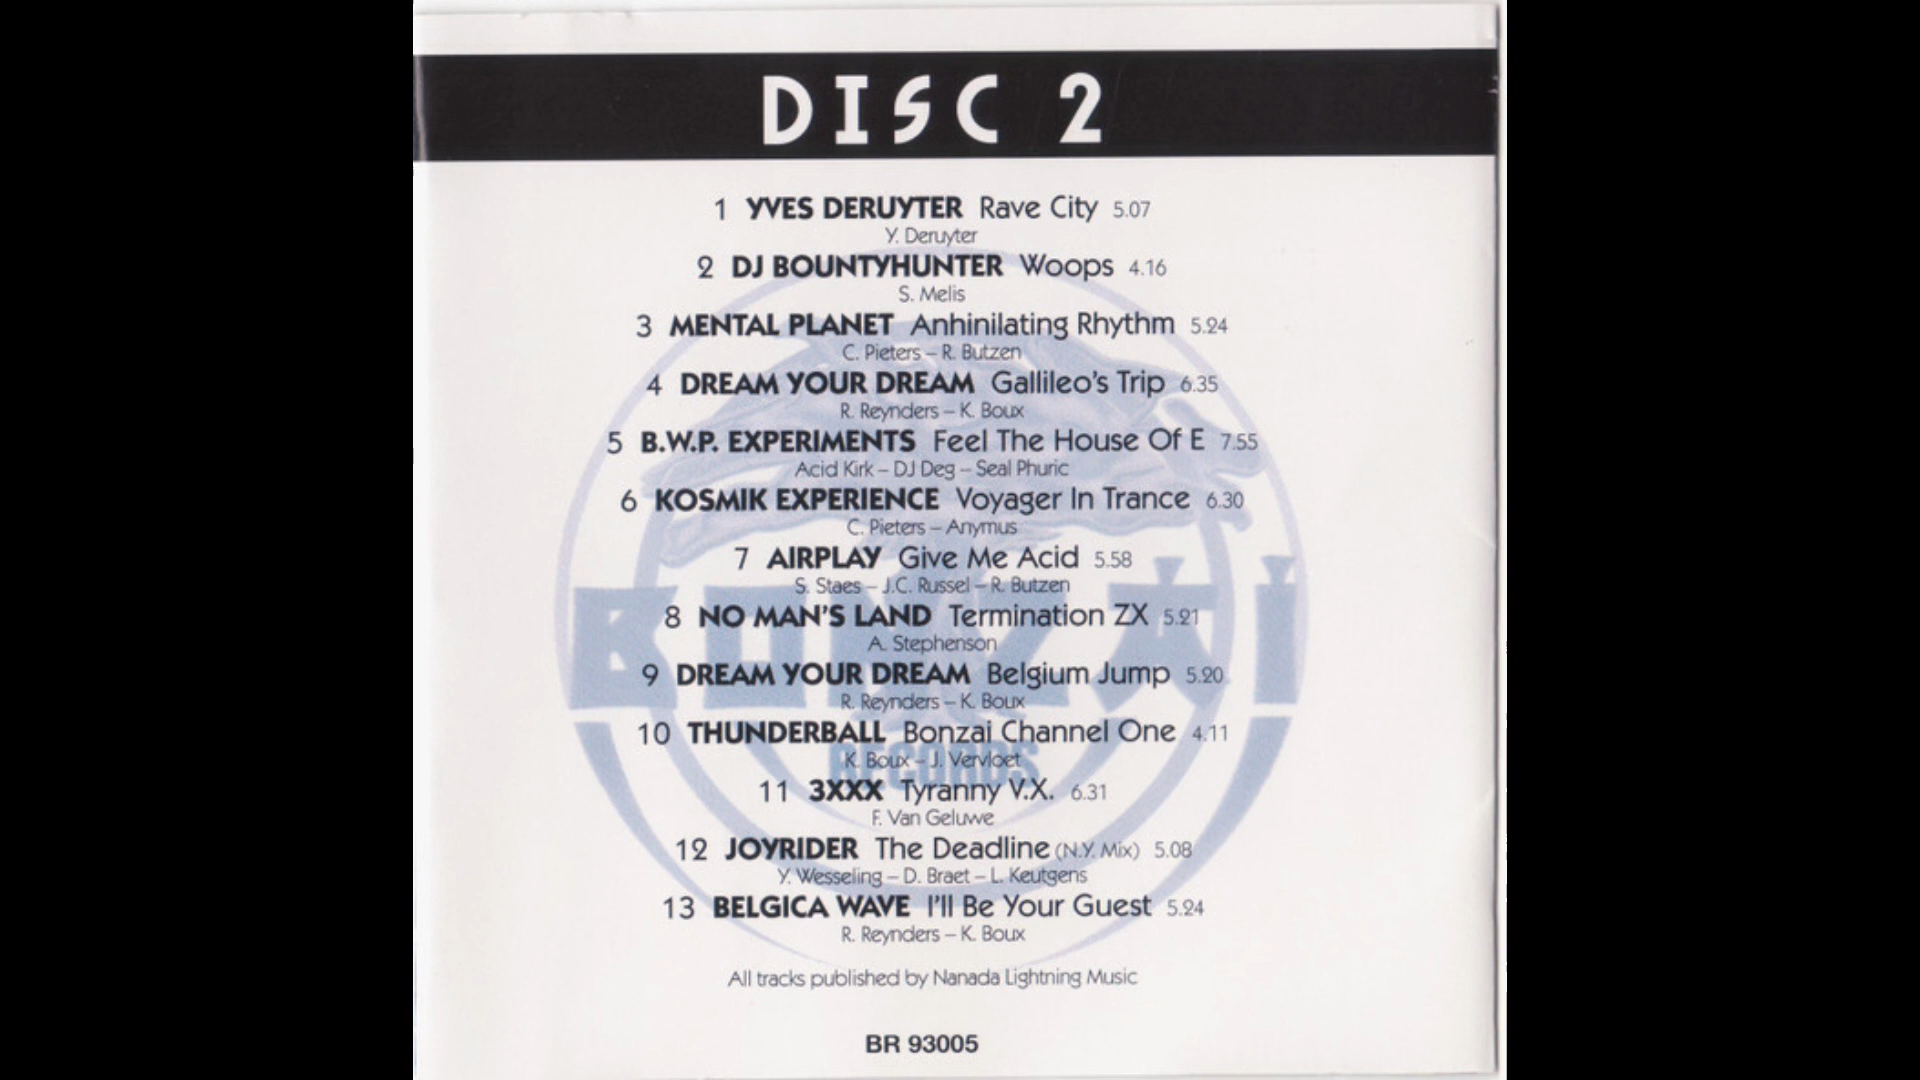 DISC 2
1 YVES DERUYTER Rave City 5.07
Y. Deruyter
2 DJ BOUNTYHUNTER Woops 4.16
S. Melis
3 MENTAL PLANET Anhinilating Rhythm 5.24
C. Pieters – R. Butzen
4 DREAM YOUR DREAM Gallileo's Trip 6.35
R. Reynders – K. Boux
5 B.W.P. EXPERIMENTS Feel The House Of E 7.55
Acid Kirk – DJ Deg – Seal Phuric
6 KOSMIK EXPERIENCE Voyager In Trance 6.30
C. Pieters – Anymus
7 AIRPLAY Give Me Acid 5.58
S. Staes – J.C. Russel – R. Butzen
8 NO MAN'S LAND Termination ZX 5.21
A. Stephenson
9 DREAM YOUR DREAM Belgium Jump 5.20
R. Reynders – K. Boux
10 THUNDERBALL Bonzai Channel One 4.11
K. Boux – J. Vervloet
11 3XXX Tyranny V.X. 6.31
F. Van Geluwe
12 JOYRIDER The Deadline (N.Y. Mix) 5.08
Y. Wesseling – D. Braet – L. Keutgens
13 BELGICA WAVE I'll Be Your Guest 5.24
R. Reynders – K. Boux
All tracks published by Nanada Lightning Music
BR 93005
BONZAI
RECORDS